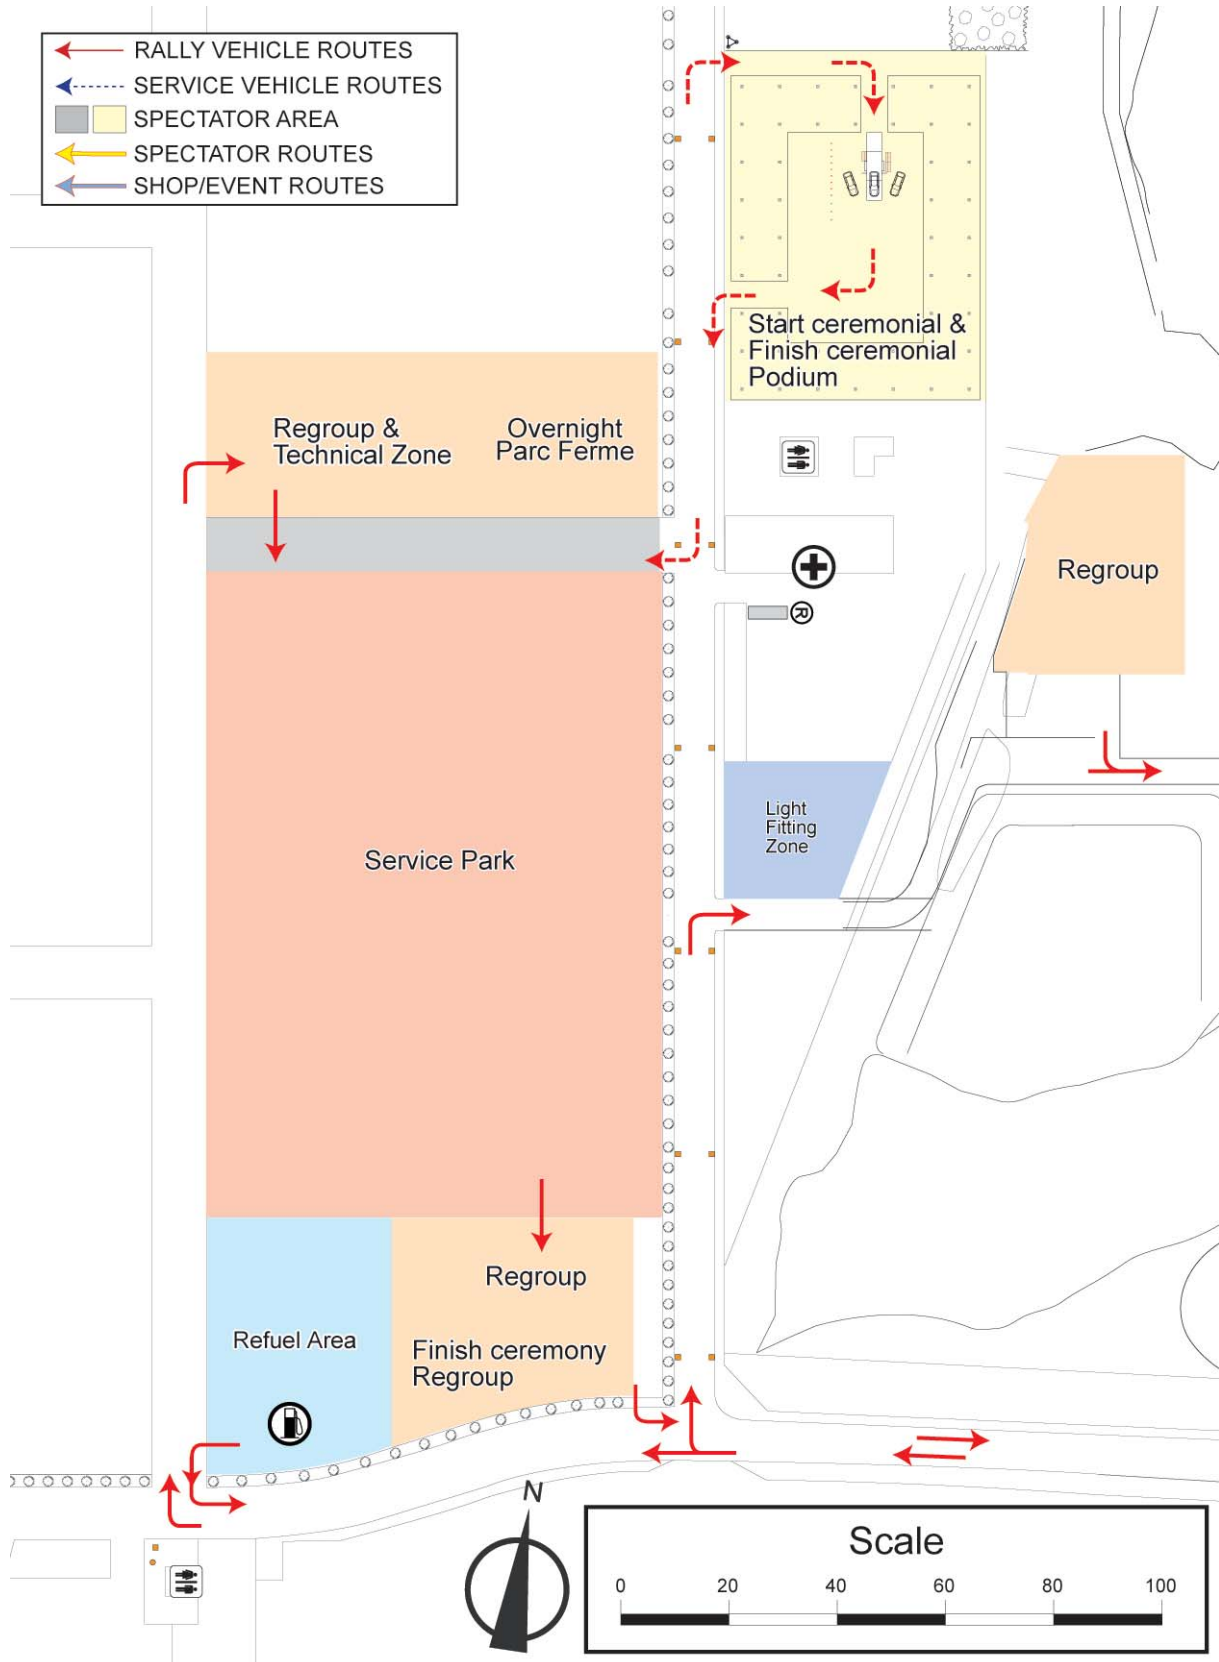 RALLY VEHICLE ROUTES
SERVICE VEHICLE ROUTES
SPECTATOR AREA
SPECTATOR ROUTES
SHOP/EVENT ROUTES
Start ceremonial &
Finish ceremonial
Podium
Regroup &
Technical Zone
Overnight
Parc Ferme
Regroup
R
Light
Fitting
Zone
Service Park
Regroup
Refuel Area
Finish ceremony
Regroup
N
Scale
0 20 40 60 80 100